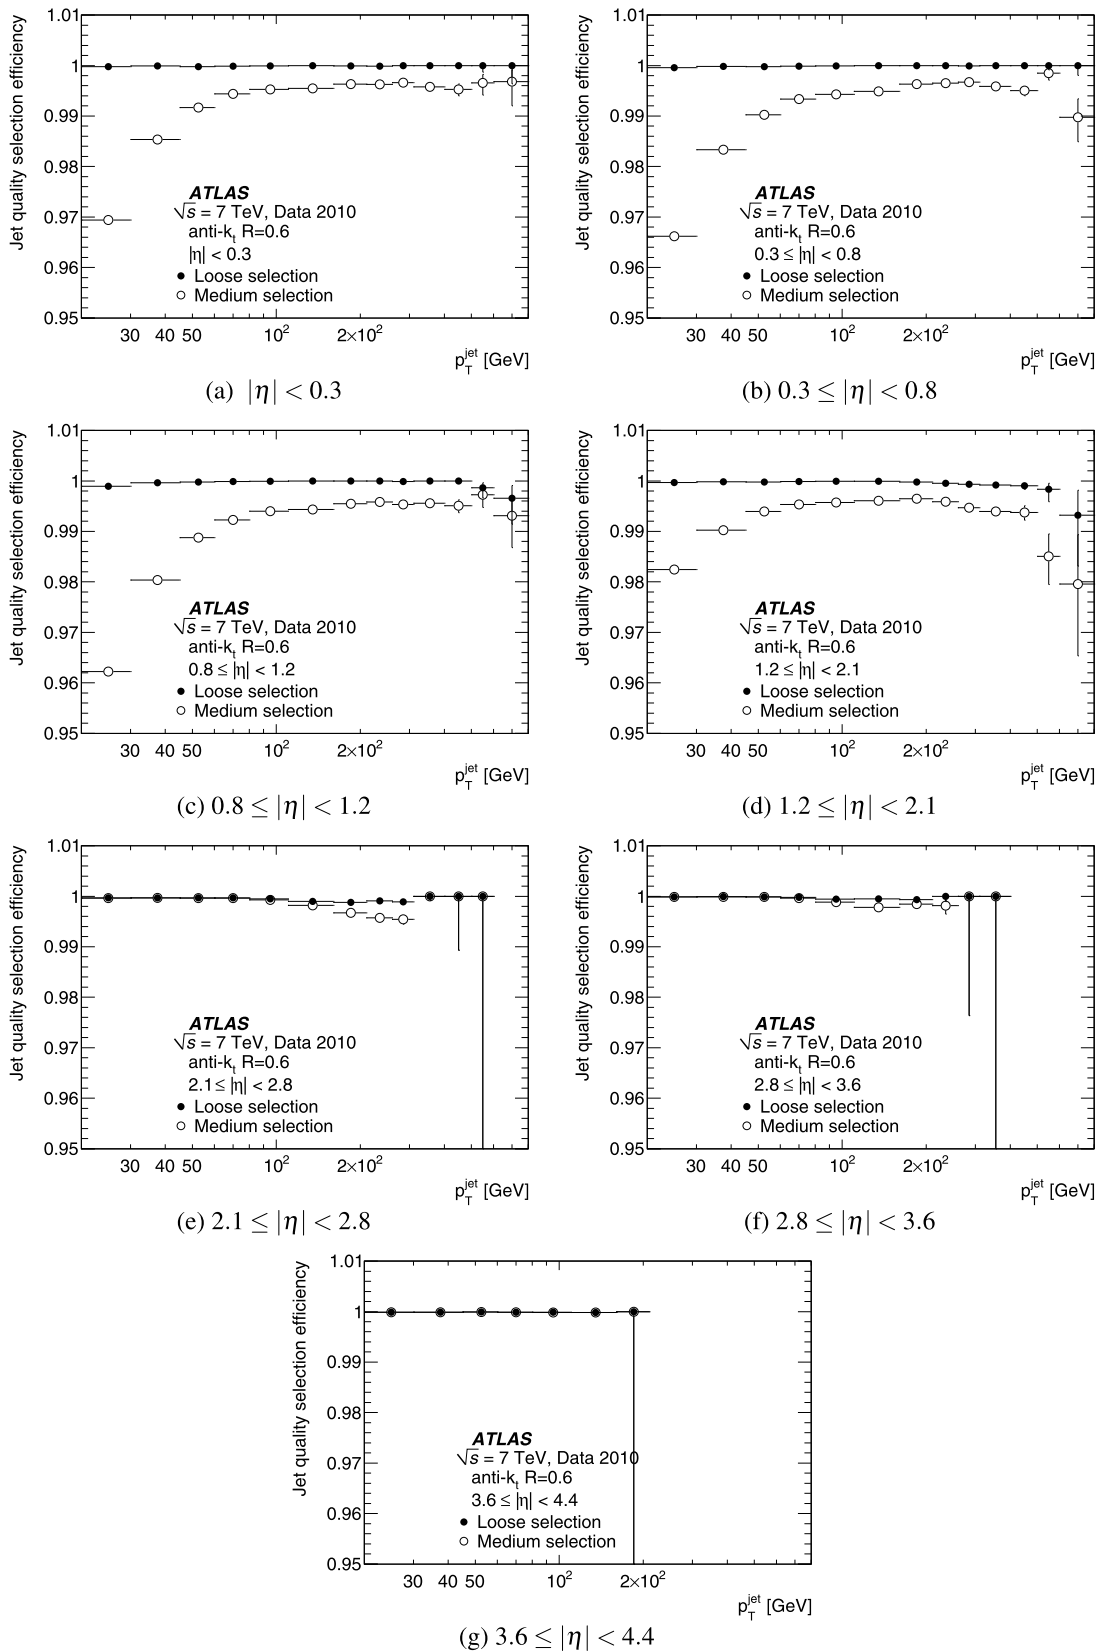 Jet quality selection efficiency
1.01
1
0.99
0.98
0.97
0.96
0.95
ATLAS
√s = 7 TeV, Data 2010
anti-kt R=0.6
|η| < 0.3
Loose selection
Medium selection
30 40 50 10² 2×10²
pTjet [GeV]
(a) |η| < 0.3
Jet quality selection efficiency
1.01
1
0.99
0.98
0.97
0.96
0.95
ATLAS
√s = 7 TeV, Data 2010
anti-kt R=0.6
0.3 ≤ |η| < 0.8
Loose selection
Medium selection
30 40 50 10² 2×10²
pTjet [GeV]
(b) 0.3 ≤ |η| < 0.8
Jet quality selection efficiency
1.01
1
0.99
0.98
0.97
0.96
0.95
ATLAS
√s = 7 TeV, Data 2010
anti-kt R=0.6
0.8 ≤ |η| < 1.2
Loose selection
Medium selection
30 40 50 10² 2×10²
pTjet [GeV]
(c) 0.8 ≤ |η| < 1.2
Jet quality selection efficiency
1.01
1
0.99
0.98
0.97
0.96
0.95
ATLAS
√s = 7 TeV, Data 2010
anti-kt R=0.6
1.2 ≤ |η| < 2.1
Loose selection
Medium selection
30 40 50 10² 2×10²
pTjet [GeV]
(d) 1.2 ≤ |η| < 2.1
Jet quality selection efficiency
1.01
1
0.99
0.98
0.97
0.96
0.95
ATLAS
√s = 7 TeV, Data 2010
anti-kt R=0.6
2.1 ≤ |η| < 2.8
Loose selection
Medium selection
30 40 50 10² 2×10²
pTjet [GeV]
(e) 2.1 ≤ |η| < 2.8
Jet quality selection efficiency
1.01
1
0.99
0.98
0.97
0.96
0.95
ATLAS
√s = 7 TeV, Data 2010
anti-kt R=0.6
2.8 ≤ |η| < 3.6
Loose selection
Medium selection
30 40 50 10² 2×10²
pTjet [GeV]
(f) 2.8 ≤ |η| < 3.6
Jet quality selection efficiency
1.01
1
0.99
0.98
0.97
0.96
0.95
ATLAS
√s = 7 TeV, Data 2010
anti-kt R=0.6
3.6 ≤ |η| < 4.4
Loose selection
Medium selection
30 40 50 10² 2×10²
pTjet [GeV]
(g) 3.6 ≤ |η| < 4.4